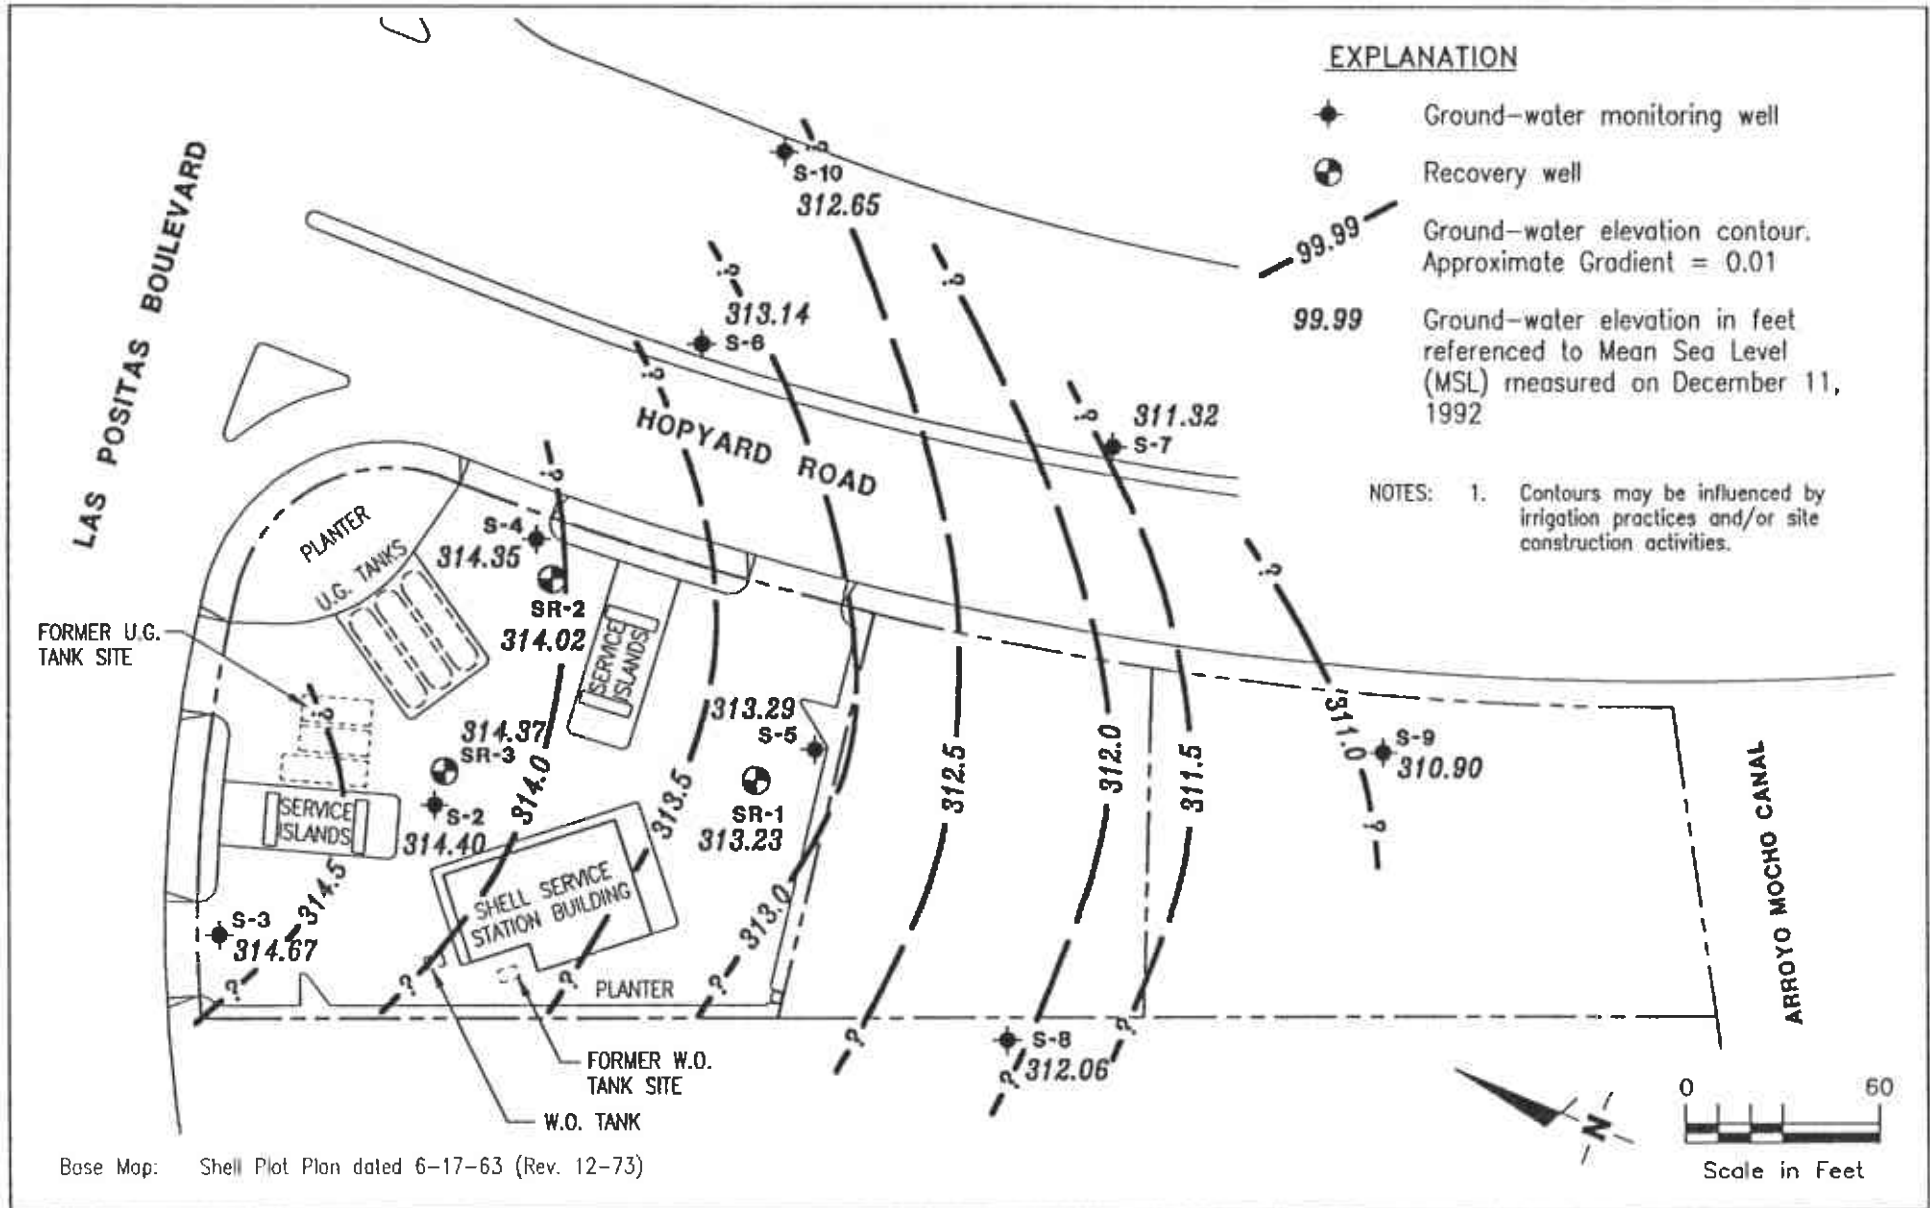 EXPLANATION
Ground-water monitoring well
Recovery well
99.99
Ground-water elevation contour.
Approximate Gradient = 0.01
99.99
Ground-water elevation in feet
referenced to Mean Sea Level
(MSL) measured on December 11,
1992
NOTES: 1. Contours may be influenced by
irrigation practices and/or site
construction activities.
LAS POSITAS BOULEVARD
HOPYARD ROAD
ARROYO MOCHO CANAL
?
S-10
312.65
?
?
313.14
S-6
?
?
311.32
S-7
?
?
S-4
314.35
SR-2
314.02
PLANTER
U.G. TANKS
FORMER U.G.
TANK SITE
?
SERVICE
ISLANDS
314.37
SR-3
S-2
314.40
SERVICE
ISLANDS
314.5
S-3
314.67
?
314.0
?
313.5
?
313.29
S-5
SR-1
313.23
313.0
?
312.5
?
312.0
?
311.5
?
311.0
?
S-9
310.90
S-8
312.06
SHELL SERVICE
STATION BUILDING
PLANTER
FORMER W.O.
TANK SITE
W.O. TANK
N
0 60
Scale in Feet
Base Map: Shell Plot Plan dated 6-17-63 (Rev. 12-73)